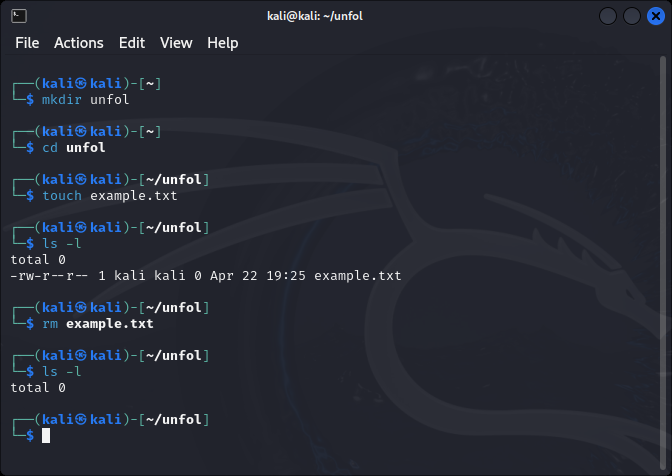 kali@kali: ~/unfol
File Actions Edit View Help
┌──(kali㉿kali)-[~]
└─$ mkdir unfol
┌──(kali㉿kali)-[~]
└─$ cd unfol
┌──(kali㉿kali)-[~/unfol]
└─$ touch example.txt
┌──(kali㉿kali)-[~/unfol]
└─$ ls -l
total 0
-rw-r--r-- 1 kali kali 0 Apr 22 19:25 example.txt
┌──(kali㉿kali)-[~/unfol]
└─$ rm example.txt
┌──(kali㉿kali)-[~/unfol]
└─$ ls -l
total 0
┌──(kali㉿kali)-[~/unfol]
└─$